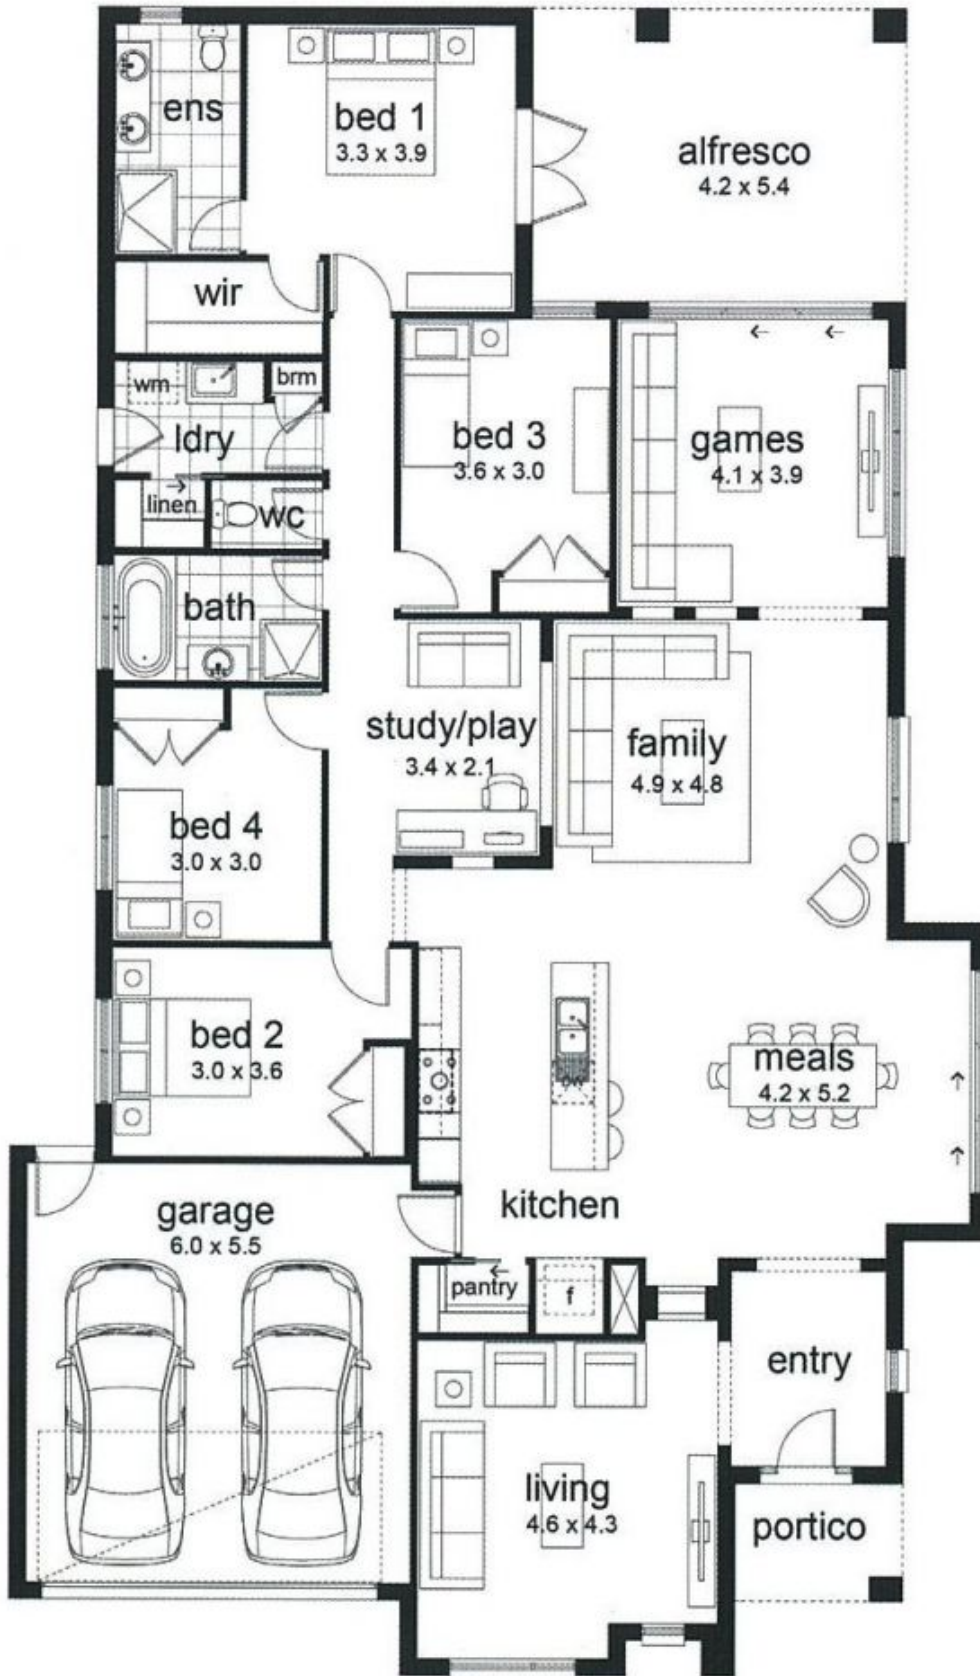 ens
bed 1
3.3 x 3.9
alfresco
4.2 x 5.4
wir
wm
brm
ldry
linen
wc
bed 3
3.6 x 3.0
games
4.1 x 3.9
bath
study/play
3.4 x 2.1
family
4.9 x 4.8
bed 4
3.0 x 3.0
bed 2
3.0 x 3.6
dw
meals
4.2 x 5.2
kitchen
garage
6.0 x 5.5
pantry
f
entry
living
4.6 x 4.3
portico